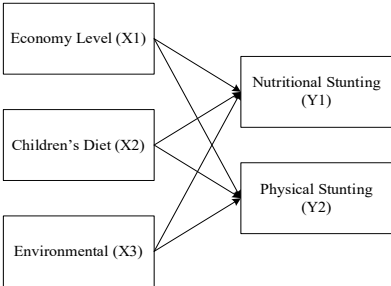 Economy Level (X1)
Children's Diet (X2)
Environmental (X3)
Nutritional Stunting
(Y1)
Physical Stunting
(Y2)